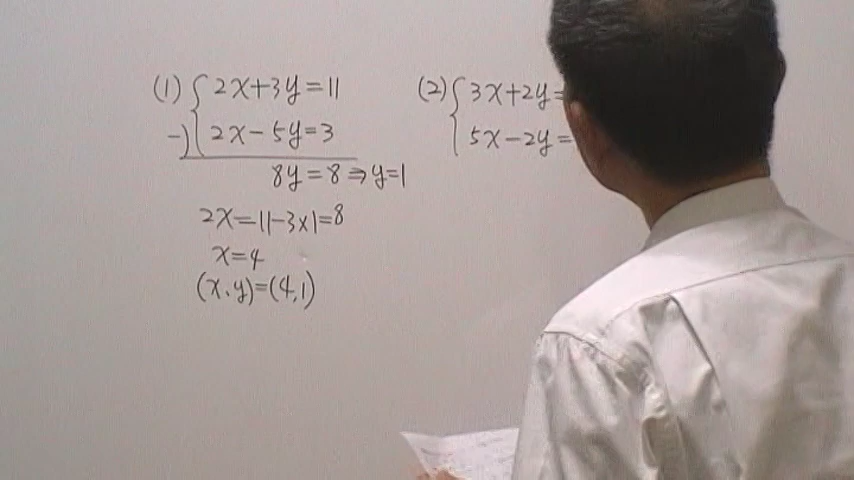 (1) { 2x+3y=11
-) 2x-5y=3
8y=8⇒y=1
2x=11-3×1=8
x=4
(x.y)=(4,1)
(2) { 3x+2y=
5x-2y=